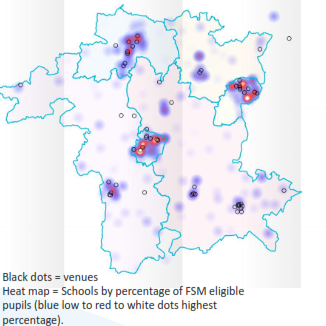 Black dots = venues
Heat map = Schools by percentage of FSM eligible
pupils (blue low to red to white dots highest
percentage).